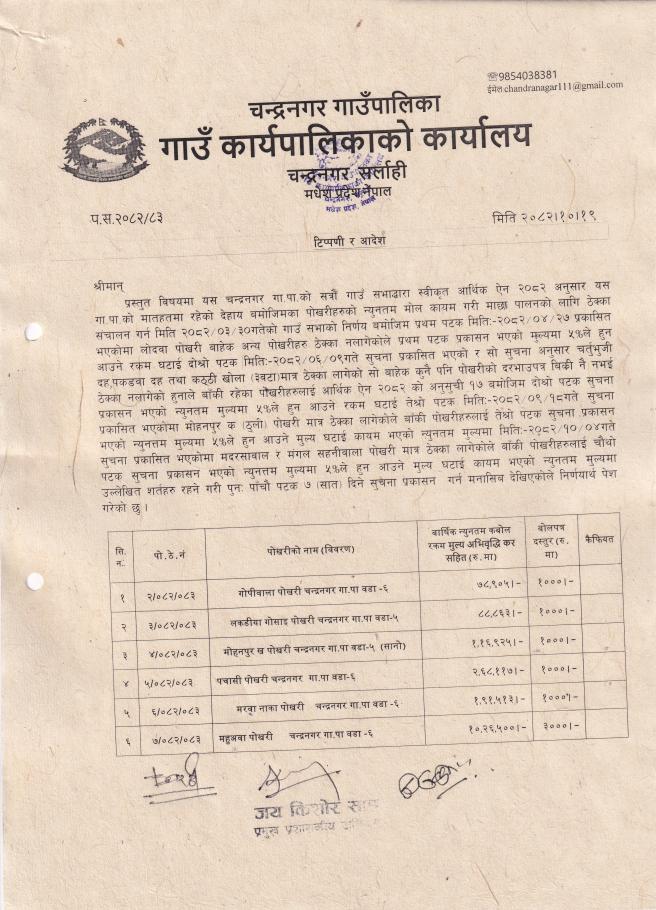 ☏9854038381
ईमेल:chandranagar111@gmail.com
चन्द्रनगर गाउँपालिका
गाउँ कार्यपालिकाको कार्यालय
चन्द्रनगर, सर्लाही
मधेश प्रदेश नेपाल
प.स.२०८२/८३ मिति २०८२।१०।१९
टिप्पणी र आदेश
श्रीमान्
प्रस्तुत विषयमा यस चन्द्रनगर गा.पा.को सत्रौं गाउँ सभाद्धारा स्वीकृत आर्थिक ऐन २०८२ अनुसार यस
गा.पा.को मातहतमा रहेको देहाय बमोजिमका पोखरीहरुको न्युनतम मोल कायम गरी माछा पालनको लागि ठेक्का
संचालन गर्न मिति २०८२/०३/३०गतेको गाउँ सभाको निर्णय बमोजिम प्रथम पटक मिति:-२०८२/०४/२७ प्रकासित
भएकोमा लोदवा पोखरी बाहेक अन्य पोखरीहरु ठेक्का नलागेकोले प्रथम पटक प्रकासन भएको मुल्यमा ५%ले हुन
आउने रकम घटाई दोश्रो पटक मिति:-२०८२/०६/०९गते सुचना प्रकासित भएको र सो सुचना अनुसार चर्तुभुजी
दह,पकडवा दह तथा कठ्ठी खोला (३वटा)मात्र ठेक्का लागेको सो बाहेक कुनै पनि पोखरीको दरभाउपत्र बिक्री नै नभई
ठेक्का नलागेको हुनाले बाँकी रहेका पोखरीहरुलाई आर्थिक ऐन २०८२ को अनुसुची १७ बमोजिम दोश्रो पटक सुचना
प्रकासन भएको न्युनतम मुल्यमा ५%ले हुन आउने रकम घटाई तेश्रो पटक मिति:-२०८२/०९/१८गते सुचना
प्रकासित भएकोमा मोहनपुर क (ठुली) पोखरी मात्र ठेक्का लागेकोले बाँकी पोखरीहरुलाई तेश्रो पटक सुचना प्रकासन
भएको न्युनतम मुल्यमा ५%ले हुन आउने मुल्य घटाई कायम भएको न्युनतम मुल्यमा मिति:-२०८२/१०/०४गते
सुचना प्रकासित भएकोमा मदरसावाल र मंगल सहनीवाला पोखरी मात्र ठेक्का लागेकोले बाँकी पोखरीहरुलाई चौथो
पटक सुचना प्रकासन भएको न्युनतम मुल्यमा ५%ले हुन आउने मुल्य घटाई कायम भएको न्युनतम मुल्यमा
उल्लेखित शर्तहरु रहने गरी पुनः पाँचौ पटक ७ (सात) दिने सुचना प्रकासन गर्न मनासिब देखिएकोले निर्णयार्थ पेश
गरेको छु ।
सि. न. पो.ठे.नं पोखरीको नाम (विवरण) वार्षिक न्युनतम कबोल रकम मुल्य अभिवृद्धि कर सहित (रु.मा) बोलपत्र दस्तुर (रु. मा) कैफियत
१ २/०८२/०८३ गोपीवाला पोखरी चन्द्रनगर गा.पा वडा -६ ७८,९०५।- १०००।-
२ ३/०८२/०८३ लकडीया गोसाइ पोखरी चन्द्रनगर गा.पा वडा-५ ८८,८६३।- १०००।-
३ ४/०८२/०८३ मोहनपुर ख पोखरी चन्द्रनगर गा.पा वडा-५ (सानो) १,१६,९२५।- १०००।-
४ ५/०८२/०८३ पचासी पोखरी चन्द्रनगर गा.पा वडा-६ २,६८,११७।- १०००।-
५ ६/०८२/०८३ मरवा नाका पोखरी चन्द्रनगर गा.पा वडा -६ १,९१,५१३।- १०००।-
६ ७/०८२/०८३ महुअवा पोखरी चन्द्रनगर गा.पा वडा -६ १०,२६,५००।- ३०००।-
जय किशोर साह
प्रमुख प्रशासकीय